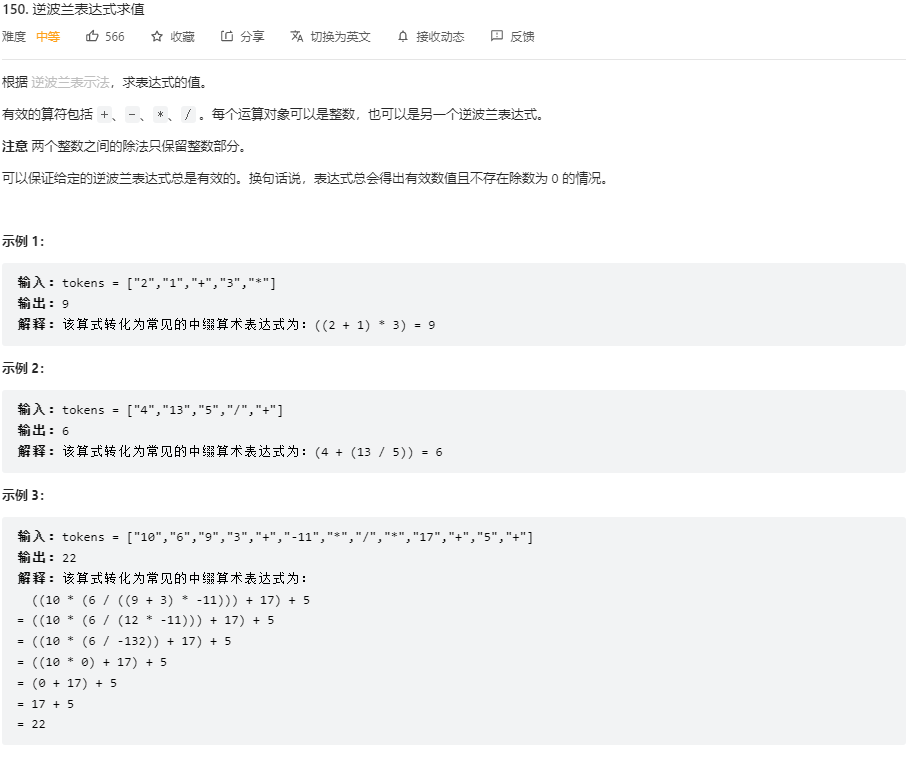 150. 逆波兰表达式求值
难度 中等 566 收藏 分享 切换为英文 接收动态 反馈
根据 逆波兰表示法，求表达式的值。
有效的算符包括 +、-、*、/ 。每个运算对象可以是整数，也可以是另一个逆波兰表达式。
注意 两个整数之间的除法只保留整数部分。
可以保证给定的逆波兰表达式总是有效的。换句话说，表达式总会得出有效数值且不存在除数为 0 的情况。
示例 1：
输入：tokens = ["2","1","+","3","*"]
输出：9
解释：该算式转化为常见的中缀算术表达式为：((2 + 1) * 3) = 9
示例 2：
输入：tokens = ["4","13","5","/","+"]
输出：6
解释：该算式转化为常见的中缀算术表达式为：(4 + (13 / 5)) = 6
示例 3：
输入：tokens = ["10","6","9","3","+","-11","*","/","*","17","+","5","+"]
输出：22
解释：该算式转化为常见的中缀算术表达式为：
((10 * (6 / ((9 + 3) * -11))) + 17) + 5
= ((10 * (6 / (12 * -11))) + 17) + 5
= ((10 * (6 / -132)) + 17) + 5
= ((10 * 0) + 17) + 5
= (0 + 17) + 5
= 17 + 5
= 22